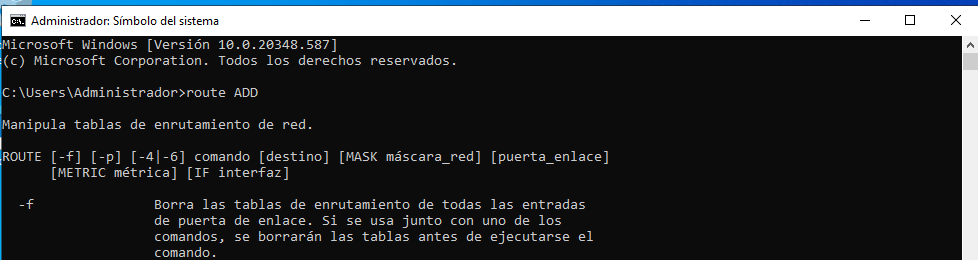 Administrador: Símbolo del sistema
Microsoft Windows [Versión 10.0.20348.587]
(c) Microsoft Corporation. Todos los derechos reservados.
C:\Users\Administrador>route ADD
Manipula tablas de enrutamiento de red.
ROUTE [-f] [-p] [-4|-6] comando [destino] [MASK máscara_red] [puerta_enlace]
[METRIC métrica] [IF interfaz]
-f Borra las tablas de enrutamiento de todas las entradas
de puerta de enlace. Si se usa junto con uno de los
comandos, se borrarán las tablas antes de ejecutarse el
comando.